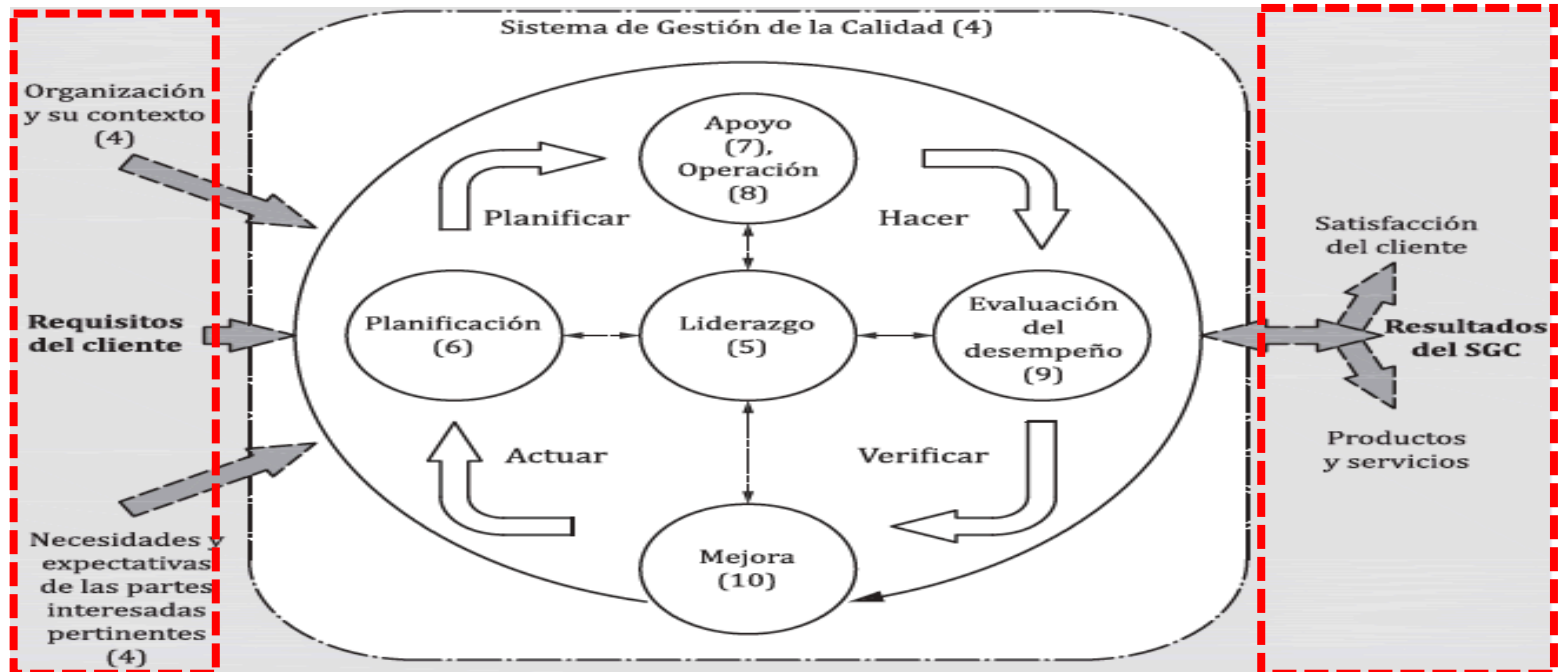 Sistema de Gestión de la Calidad (4)
Organización
y su contexto
(4)
Requisitos
del cliente
Necesidades y
expectativas
de las partes
interesadas
pertinentes
(4)
Apoyo
(7),
Operación
(8)
Planificar
Hacer
Planificación
(6)
Liderazgo
(5)
Evaluación
del
desempeño
(9)
Actuar
Verificar
Mejora
(10)
Satisfacción
del cliente
Resultados
del SGC
Productos
y servicios